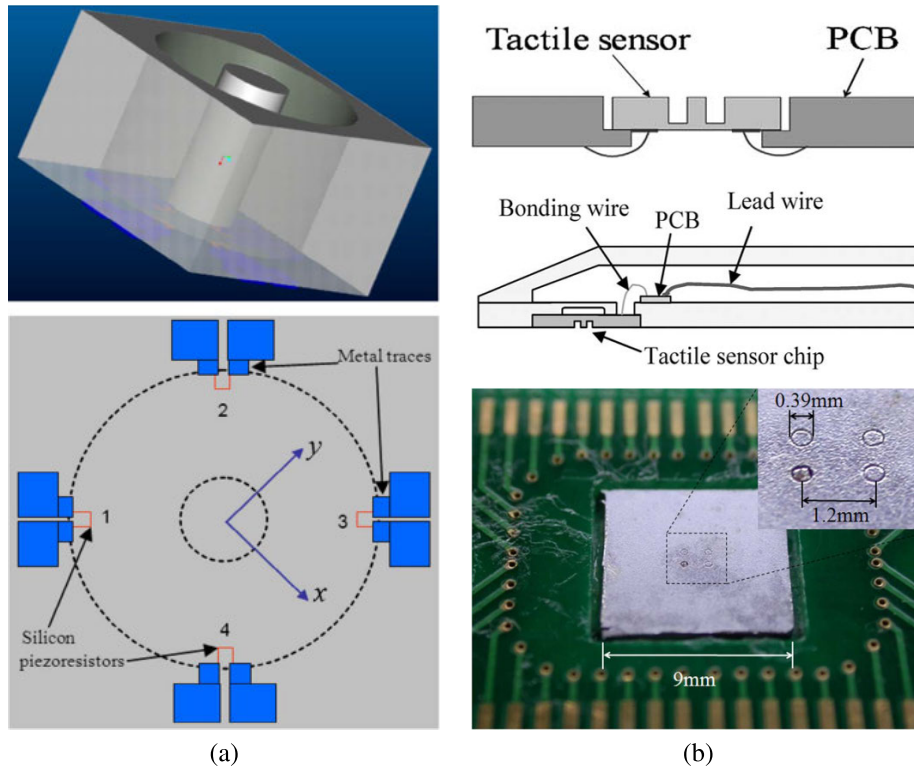 Metal traces
2
y
1
3
x
4
Silicon
piezoresistors
(a)
Tactile sensor
PCB
Bonding wire
PCB
Lead wire
Tactile sensor chip
0.39mm
1.2mm
9mm
(b)